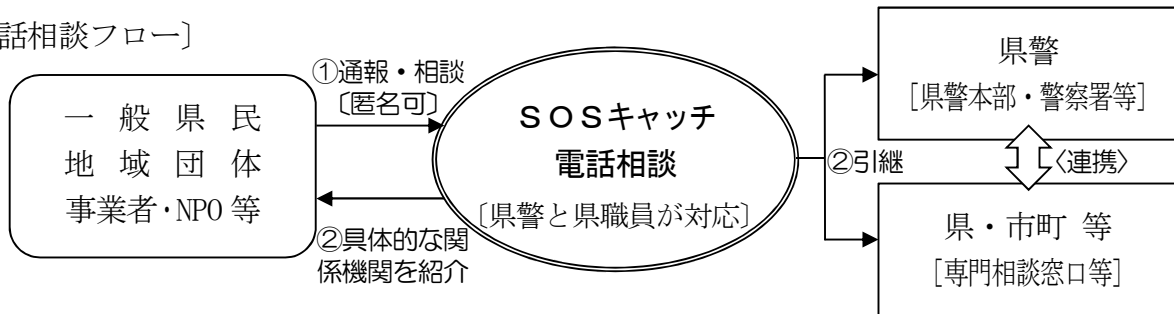 話相談フロー〕
一般県民
地域団体
事業者・NPO等
①通報・相談
〔匿名可〕
②具体的な関
係機関を紹介
SOSキャッチ
電話相談
〔県警と県職員が対応〕
②引継
県警
[県警本部・警察署等]
〈連携〉
県・市町 等
[専門相談窓口等]